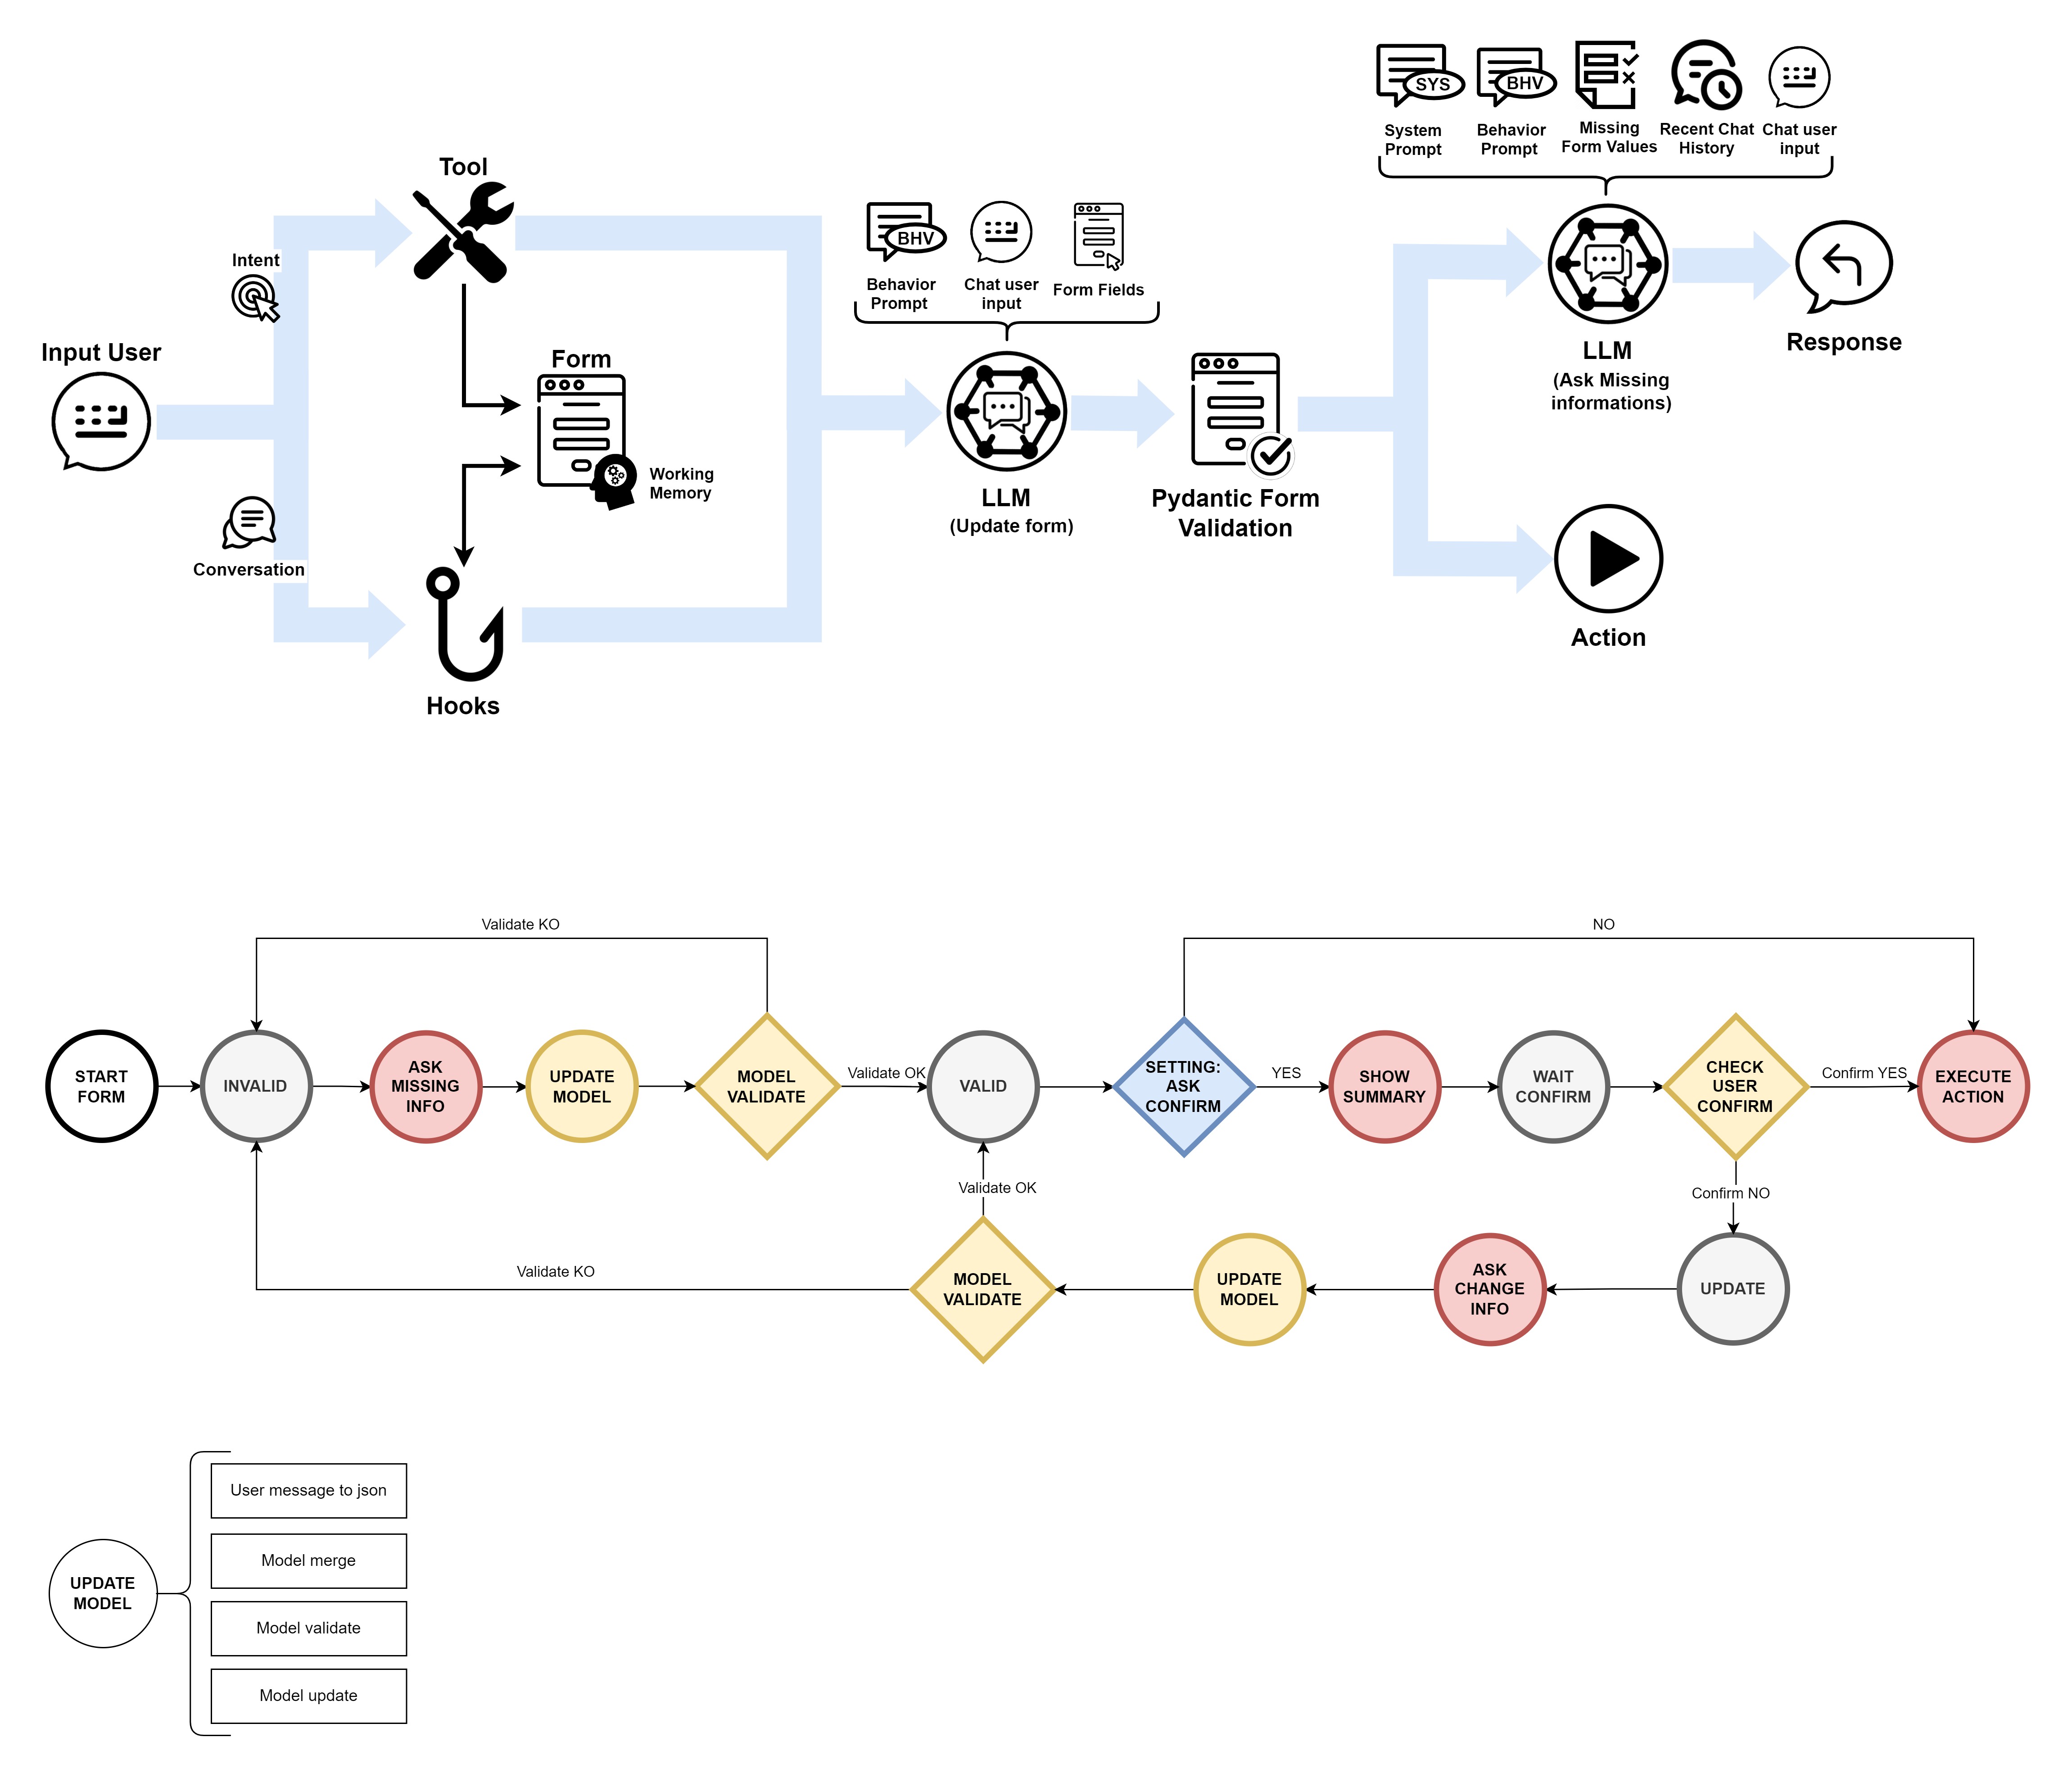 SYS
BHV
System
Prompt
Behavior
Prompt
Missing
Form Values
Recent Chat
History
Chat user
input
Tool
Intent
BHV
Behavior
Prompt
Chat user
input
Form Fields
Input User
Form
Working
Memory
LLM
(Update form)
Pydantic Form
Validation
LLM
(Ask Missing
informations)
Response
Conversation
Hooks
Action
Validate KO
NO
START
FORM
INVALID
ASK
MISSING
INFO
UPDATE
MODEL
MODEL
VALIDATE
Validate OK
VALID
SETTING:
ASK
CONFIRM
YES
SHOW
SUMMARY
WAIT
CONFIRM
CHECK
USER
CONFIRM
Confirm YES
EXECUTE
ACTION
Validate OK
Confirm NO
Validate KO
MODEL
VALIDATE
UPDATE
MODEL
ASK
CHANGE
INFO
UPDATE
UPDATE
MODEL
User message to json
Model merge
Model validate
Model update